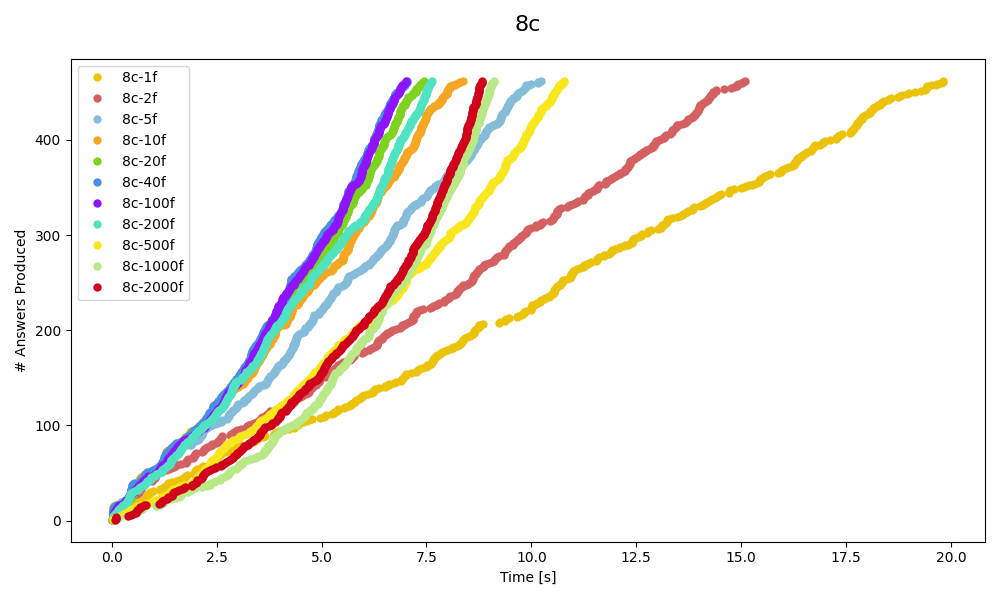 8c
8c-1f
8c-2f
8c-5f
8c-10f
8c-20f
8c-40f
8c-100f
8c-200f
8c-500f
8c-1000f
8c-2000f
# Answers Produced
400
300
200
100
0
0.0 2.5 5.0 7.5 10.0 12.5 15.0 17.5 20.0
Time [s]